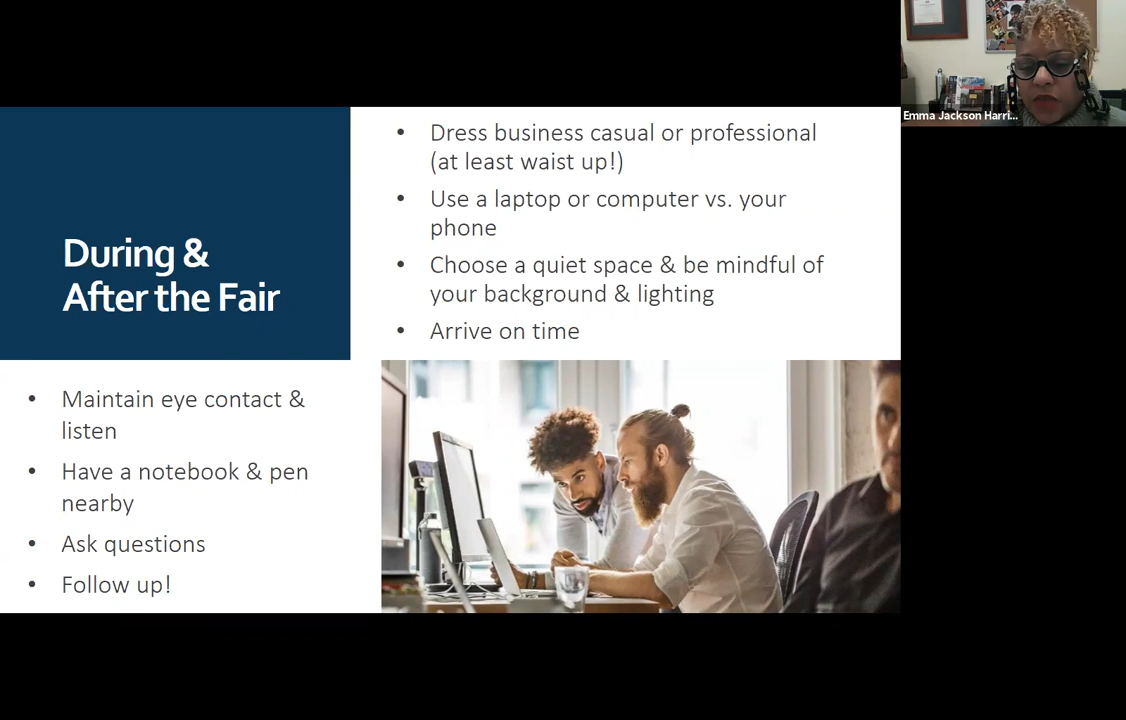 Emma Jackson Harri...
During &
After the Fair
• Dress business casual or professional
(at least waist up!)
• Use a laptop or computer vs. your
phone
• Choose a quiet space & be mindful of
your background & lighting
• Arrive on time
• Maintain eye contact &
listen
• Have a notebook & pen
nearby
• Ask questions
• Follow up!